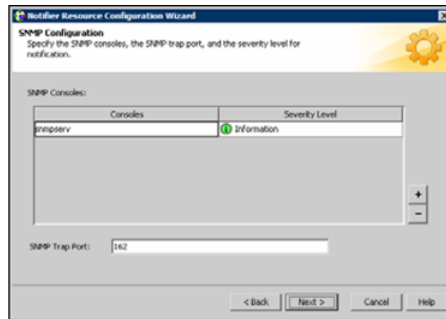 Notifier Resource Configuration Wizard
SNMP Configuration
Specify the SNMP consoles, the SNMP trap port, and the severity level for
notification.
SNMP Consoles:
Consoles Severity Level
snmpserv Information
+
−
SNMP Trap Port: 162
< Back Next > Cancel Help